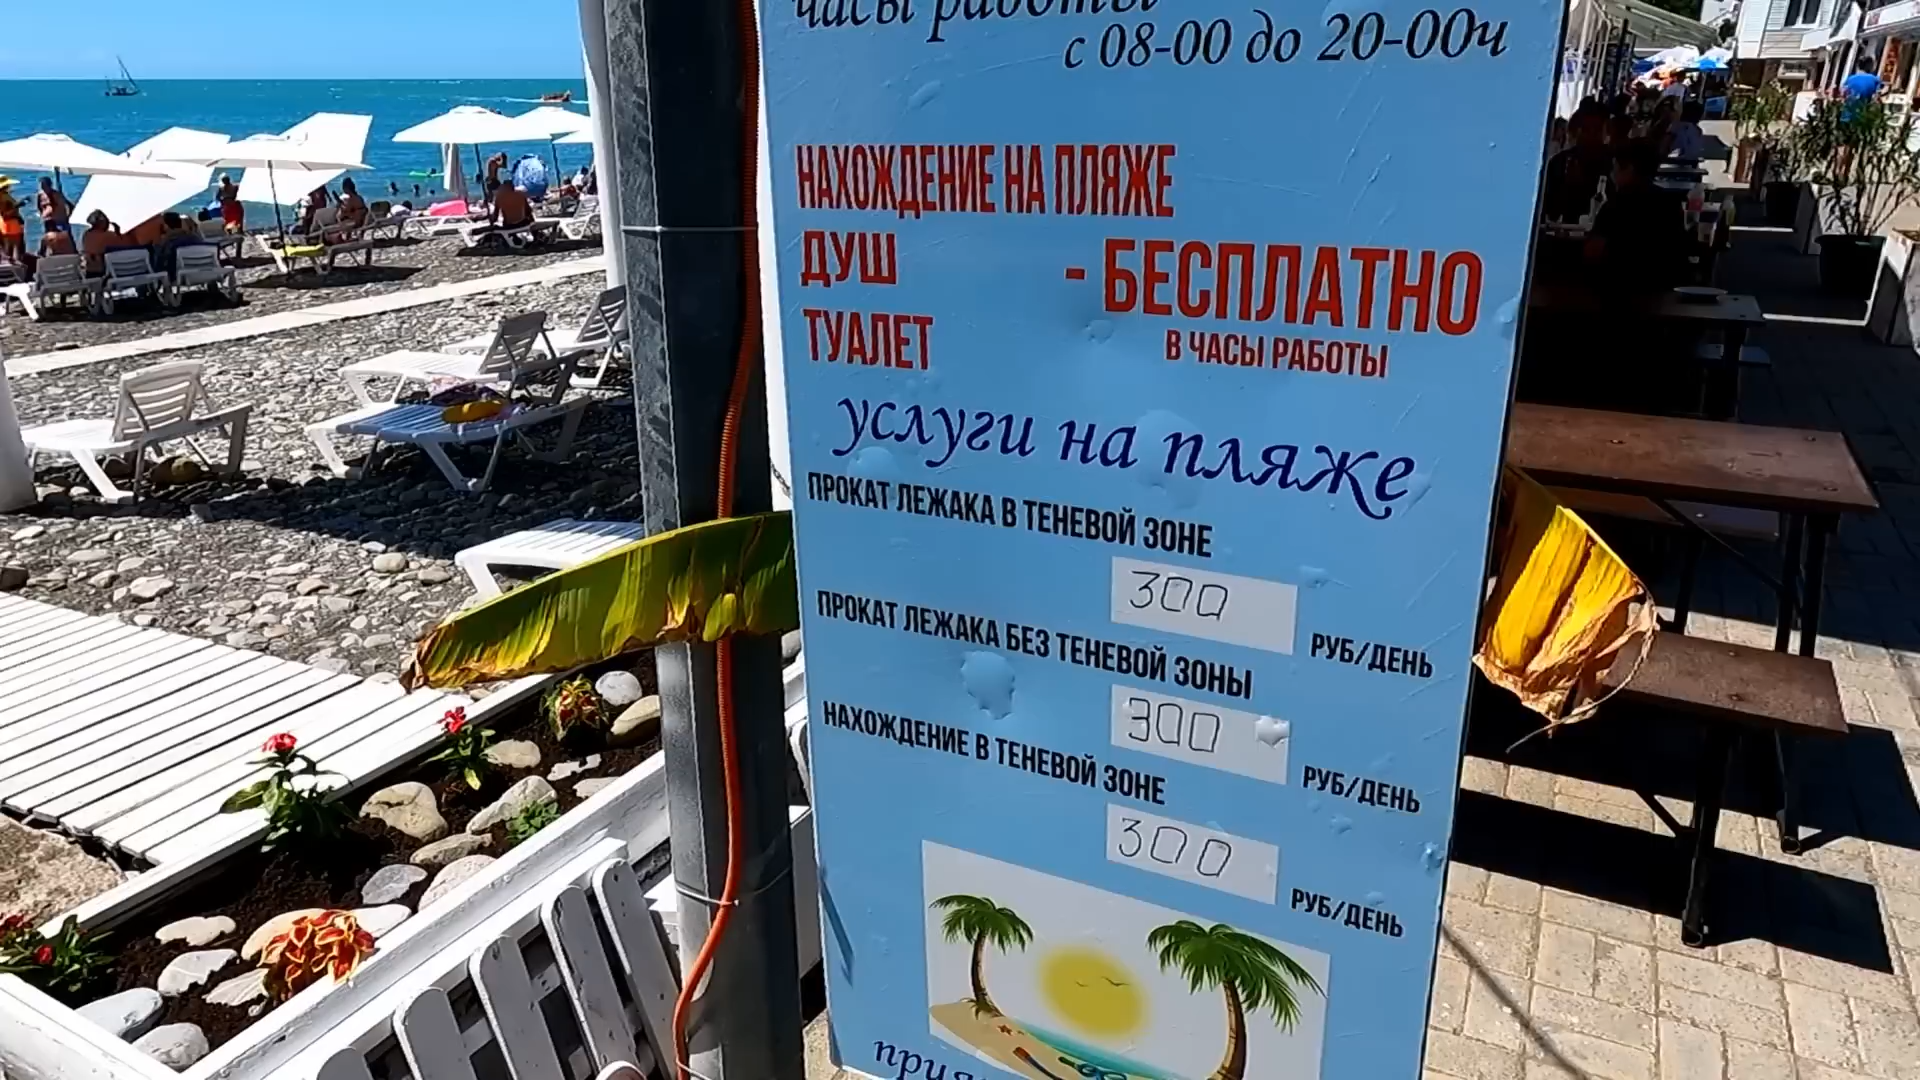 часы работы
с 08-00 до 20-00ч
НАХОЖДЕНИЕ НА ПЛЯЖЕ
ДУШ - БЕСПЛАТНО
ТУАЛЕТ В ЧАСЫ РАБОТЫ
услуги на пляже
ПРОКАТ ЛЕЖАКА В ТЕНЕВОЙ ЗОНЕ
300 РУБ/ДЕНЬ
ПРОКАТ ЛЕЖАКА БЕЗ ТЕНЕВОЙ ЗОНЫ
300 РУБ/ДЕНЬ
НАХОЖДЕНИЕ В ТЕНЕВОЙ ЗОНЕ
300 РУБ/ДЕНЬ